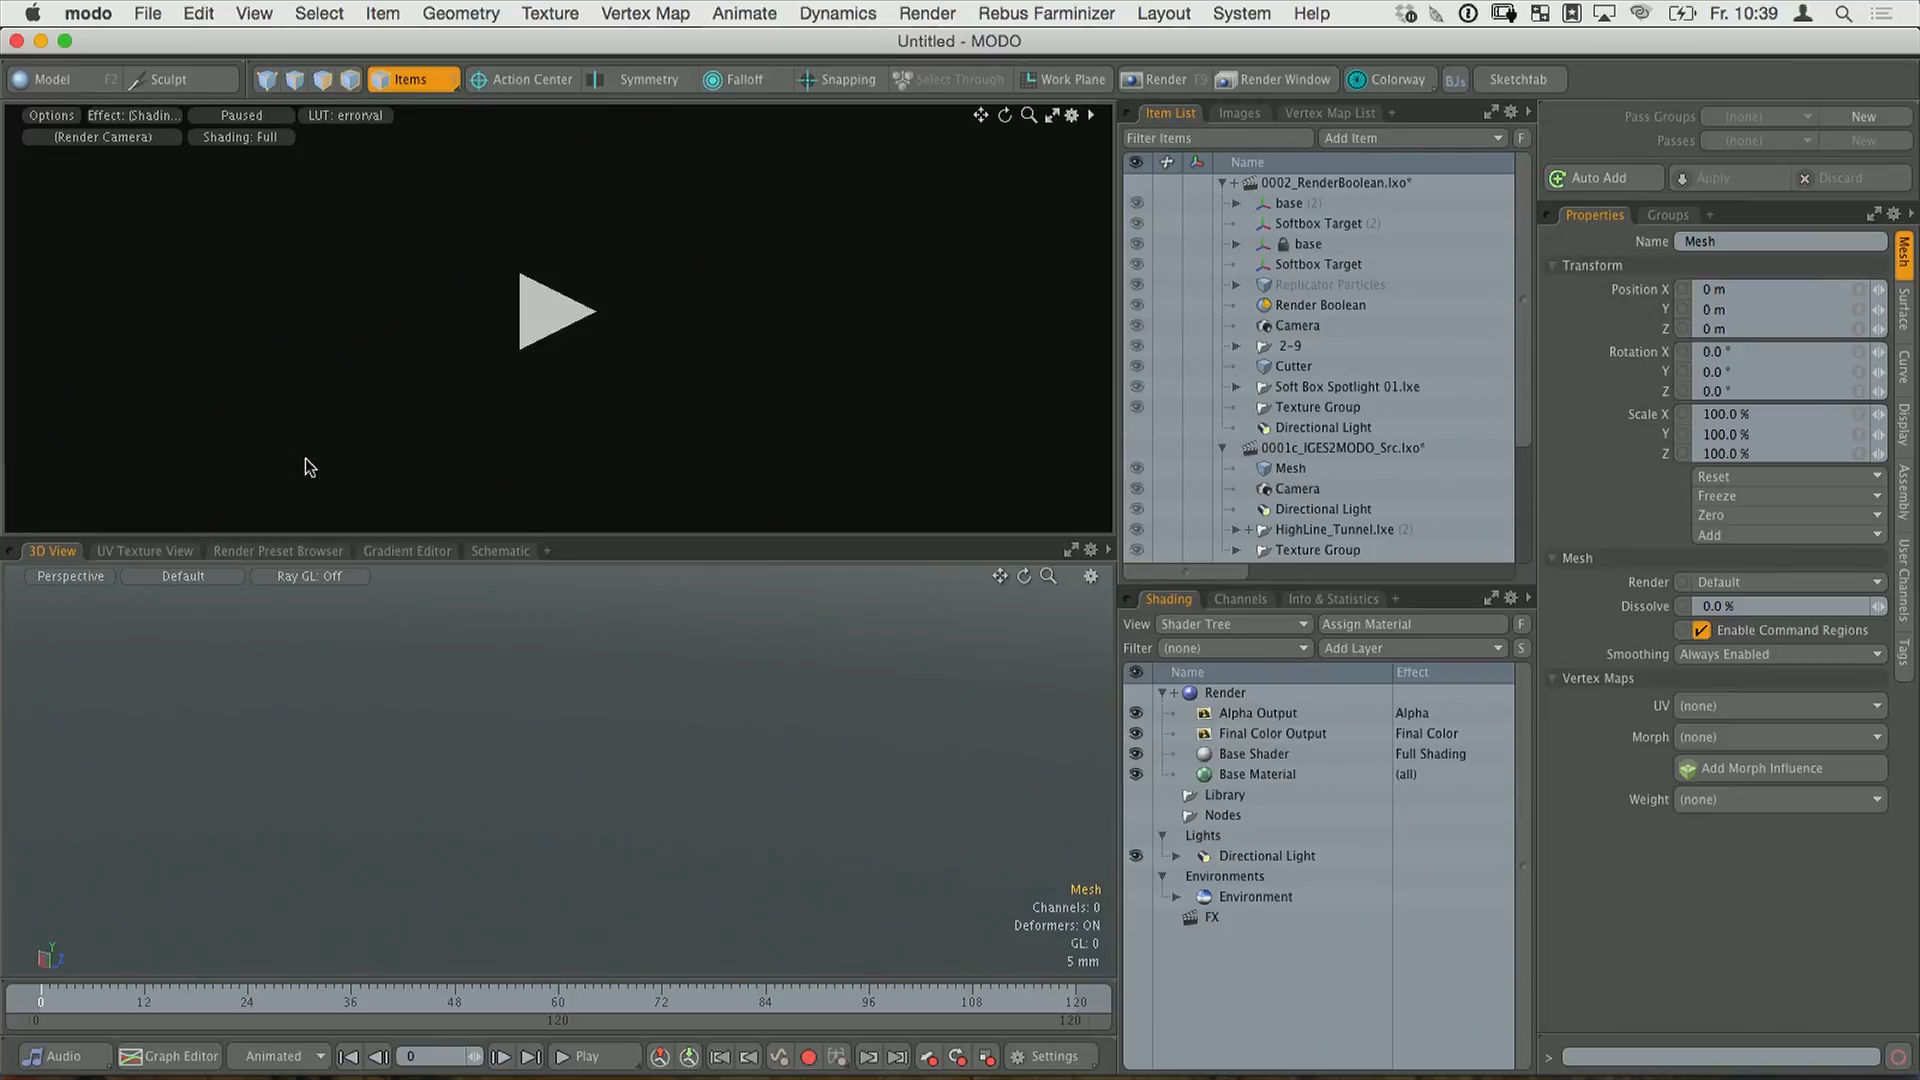 modo File Edit View Select Item Geometry Texture Vertex Map Animate Dynamics Render Rebus Farminizer Layout System Help Fr. 10:39
Untitled - MODO
Model F2 Sculpt Items Action Center Symmetry Falloff Snapping Select Through Work Plane Render F9 Render Window Colorway BJs Sketchfab
Options Effect: (Shadin... Paused LUT: errorval
(Render Camera) Shading: Full
3D View UV Texture View Render Preset Browser Gradient Editor Schematic +
Perspective Default Ray GL: Off
Mesh
Channels: 0
Deformers: ON
GL: 0
5 mm
Y
Z
0 12 24 36 48 60 72 84 96 108 120
0 120 120
Audio Graph Editor Animated 0 Play Settings
Item List Images Vertex Map List +
Filter Items Add Item F
Name
0002_RenderBoolean.lxo*
base (2)
Softbox Target (2)
base
Softbox Target
Replicator Particles
Render Boolean
Camera
2-9
Cutter
Soft Box Spotlight 01.lxe
Texture Group
Directional Light
0001c_IGES2MODO_Src.lxo*
Mesh
Camera
Directional Light
HighLine_Tunnel.lxe (2)
Texture Group
Shading Channels Info & Statistics +
View Shader Tree Assign Material F
Filter (none) Add Layer S
Name Effect
Render
Alpha Output Alpha
Final Color Output Final Color
Base Shader Full Shading
Base Material (all)
Library
Nodes
Lights
Directional Light
Environments
Environment
FX
Pass Groups (none) New
Passes (none) New
Auto Add Apply Discard
Properties Groups +
Name Mesh
Transform
Position X 0 m
Y 0 m
Z 0 m
Rotation X 0.0 °
Y 0.0 °
Z 0.0 °
Scale X 100.0 %
Y 100.0 %
Z 100.0 %
Reset
Freeze
Zero
Add
Mesh
Render Default
Dissolve 0.0 %
Enable Command Regions
Smoothing Always Enabled
Vertex Maps
UV (none)
Morph (none)
Add Morph Influence
Weight (none)
>
Mesh
Surface
Curve
Display
Assembly
User Channels
Tags